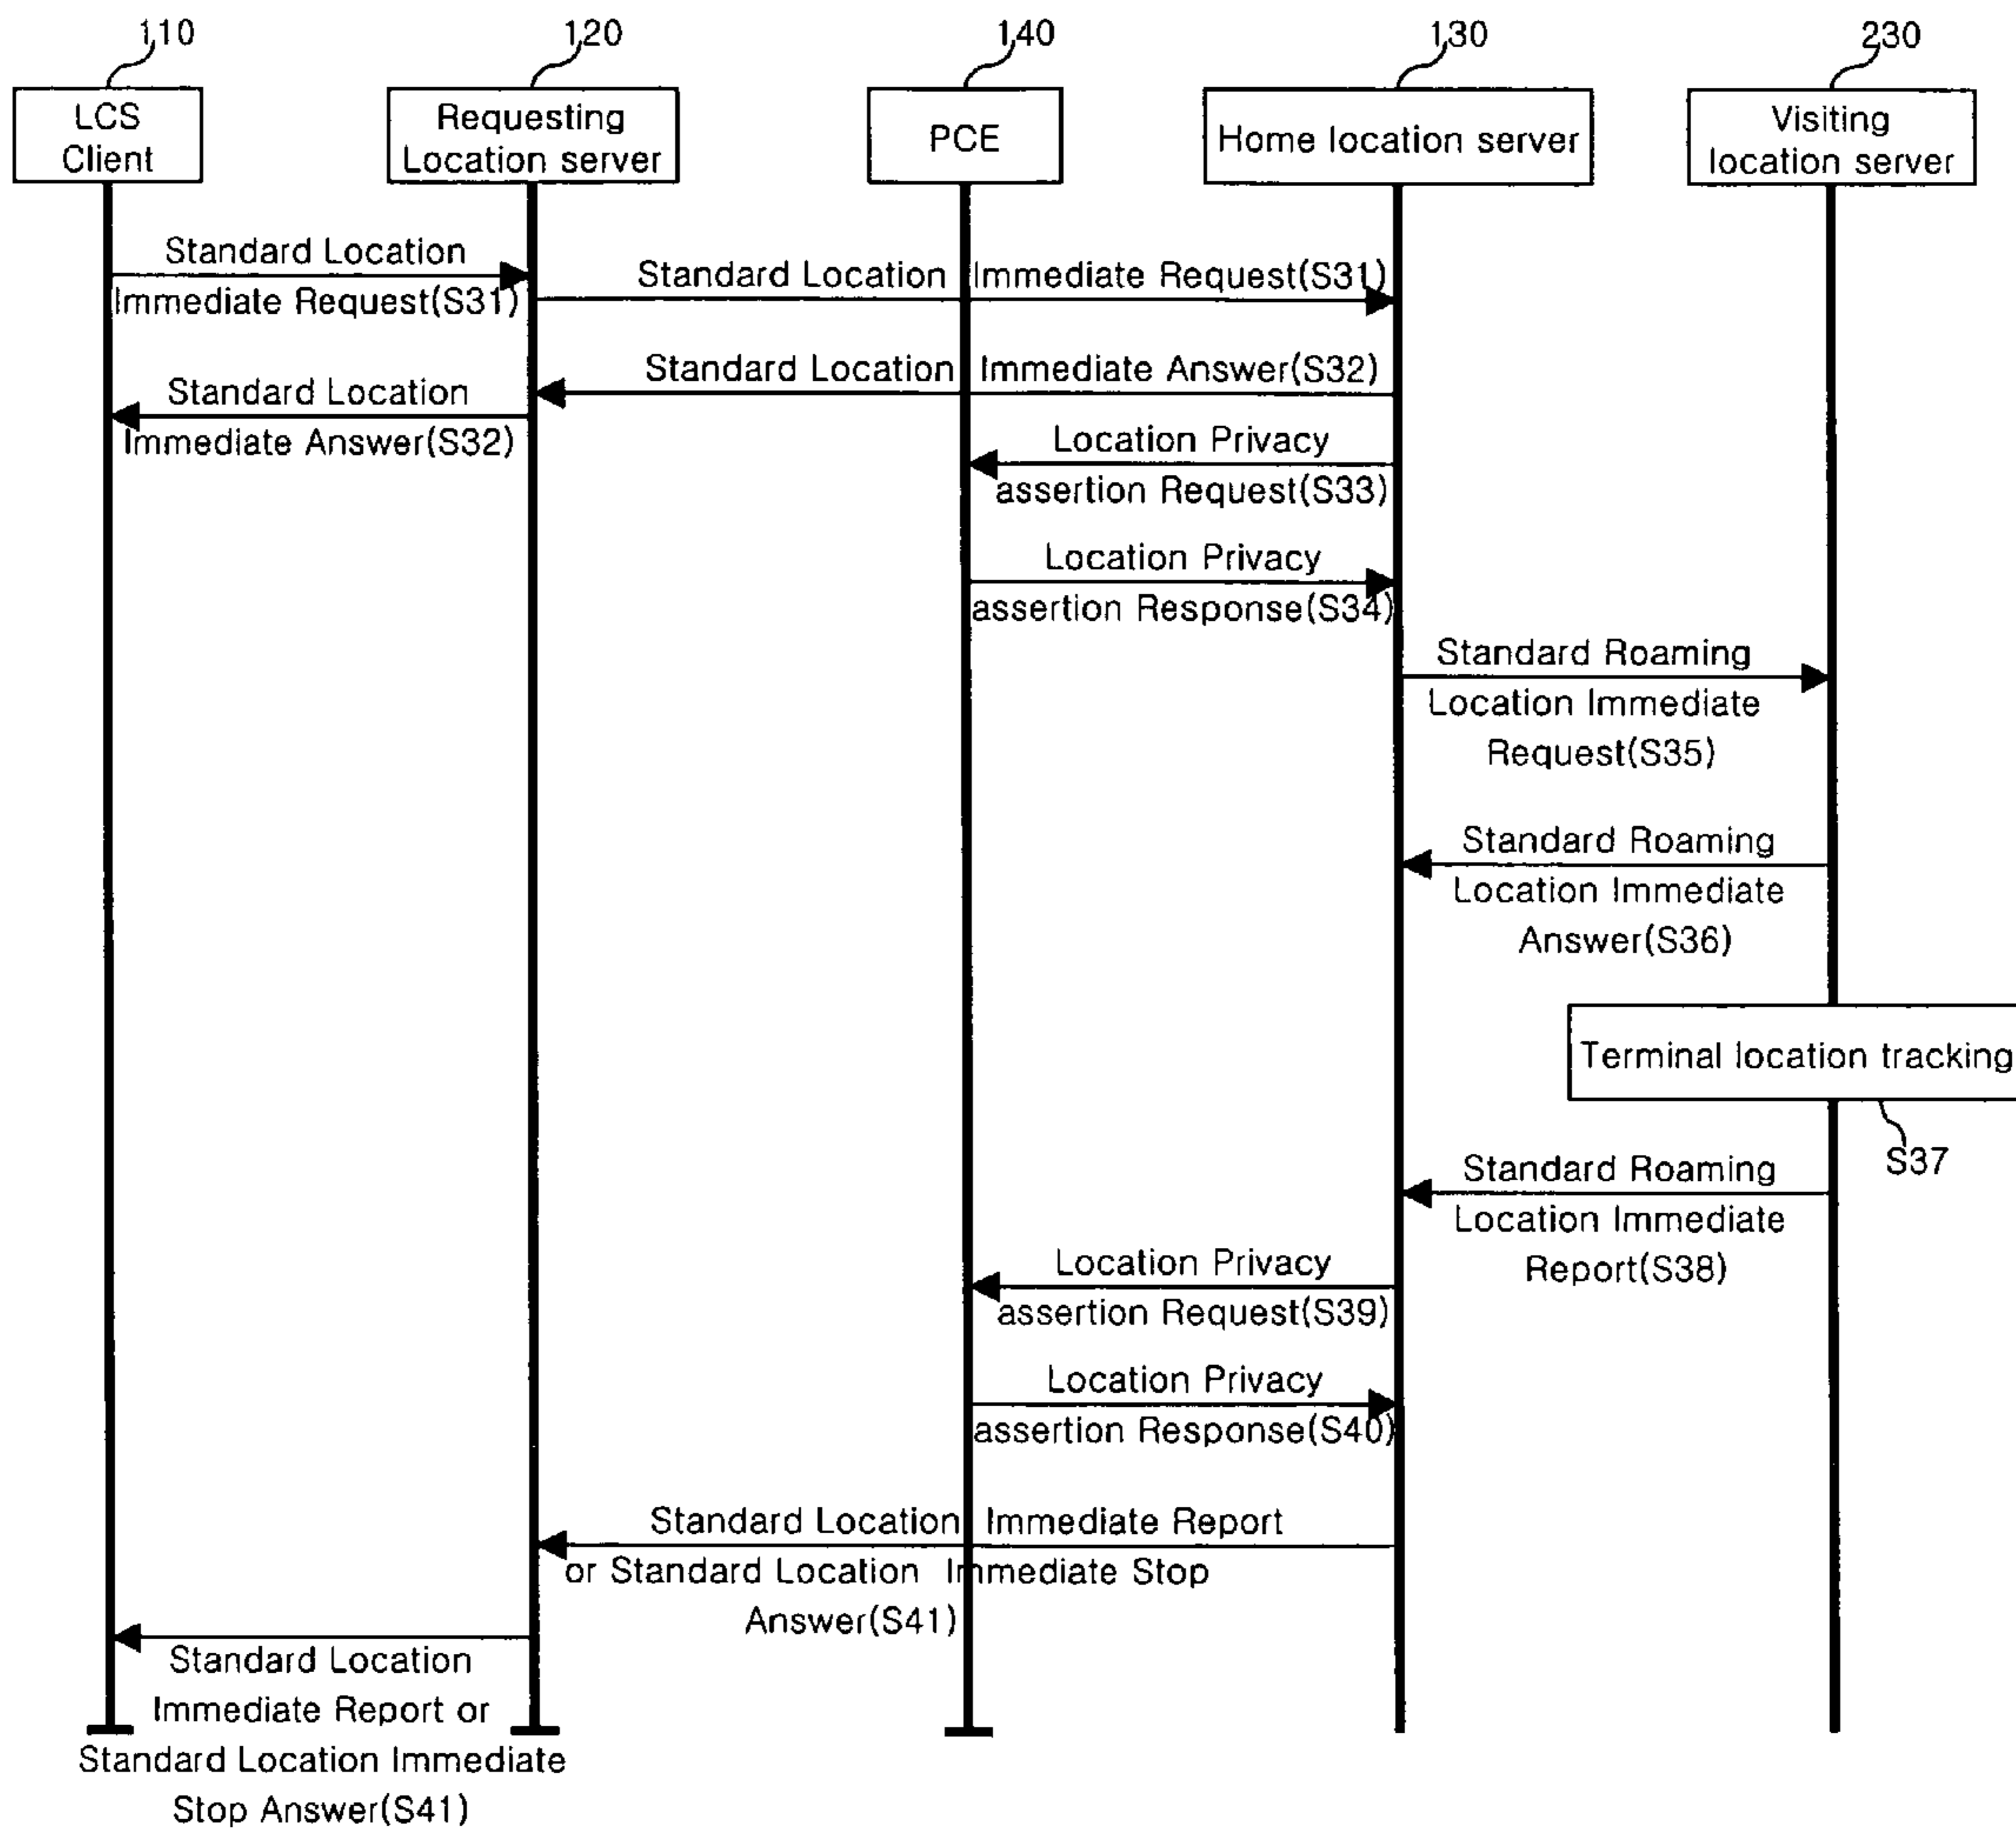 110
120
140
130
230
LCS
Client
Requesting
Location server
PCE
Home location server
Visiting
location server
Standard Location
Immediate Request(S31)
Standard Location Immediate Request(S31)
Standard Location Immediate Answer(S32)
Standard Location
Immediate Answer(S32)
Location Privacy
assertion Request(S33)
Location Privacy
assertion Response(S34)
Standard Roaming
Location Immediate
Request(S35)
Standard Roaming
Location Immediate
Answer(S36)
Terminal location tracking
S37
Standard Roaming
Location Immediate
Report(S38)
Location Privacy
assertion Request(S39)
Location Privacy
assertion Response(S40)
Standard Location Immediate Report
or Standard Location Immediate Stop
Answer(S41)
Standard Location
Immediate Report or
Standard Location Immediate
Stop Answer(S41)